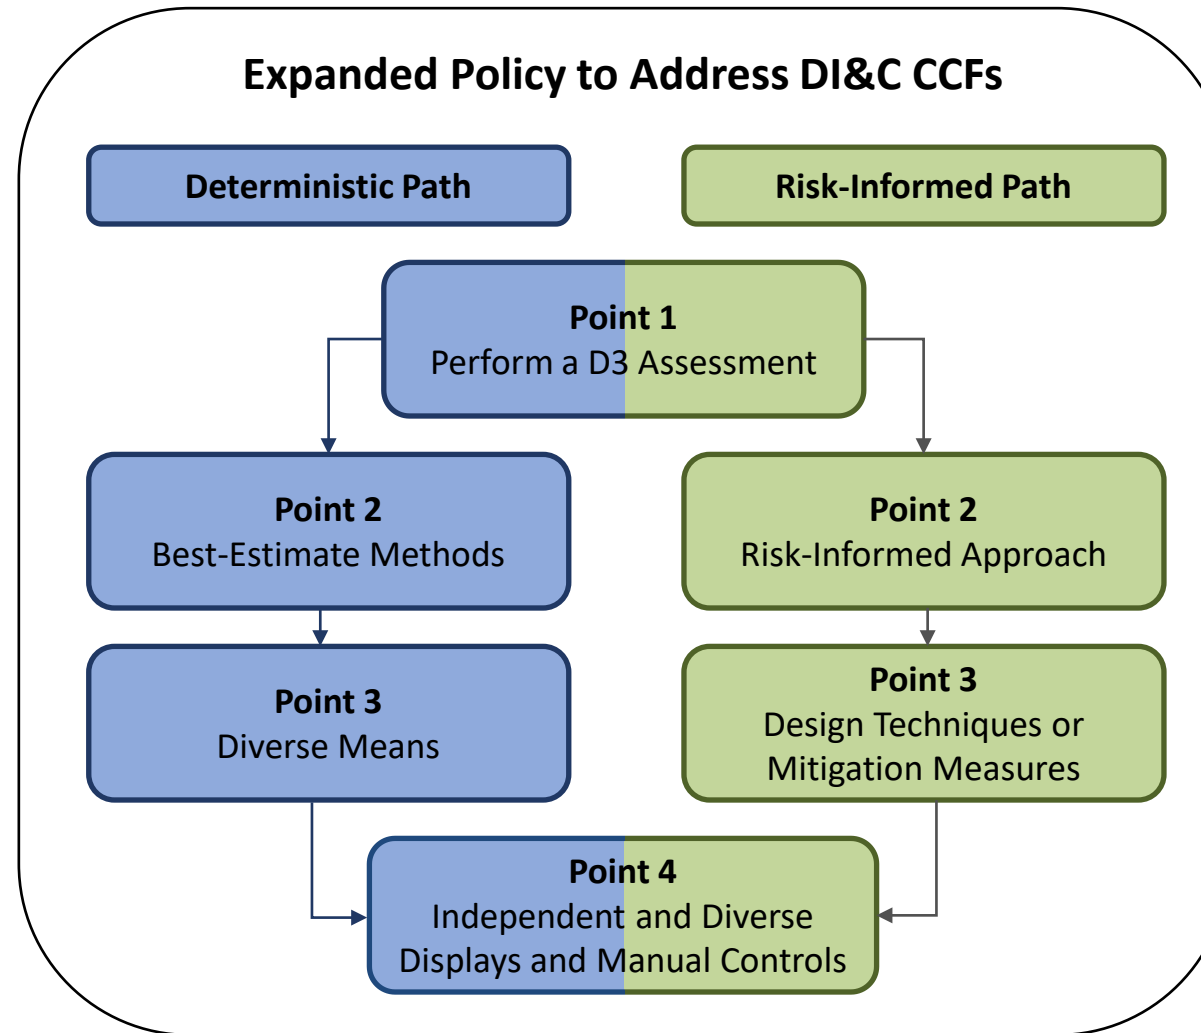 Expanded Policy to Address DI&C CCFs
Deterministic Path
Risk-Informed Path
Point 1
Perform a D3 Assessment
Point 2
Best-Estimate Methods
Point 2
Risk-Informed Approach
Point 3
Diverse Means
Point 3
Design Techniques or
Mitigation Measures
Point 4
Independent and Diverse
Displays and Manual Controls